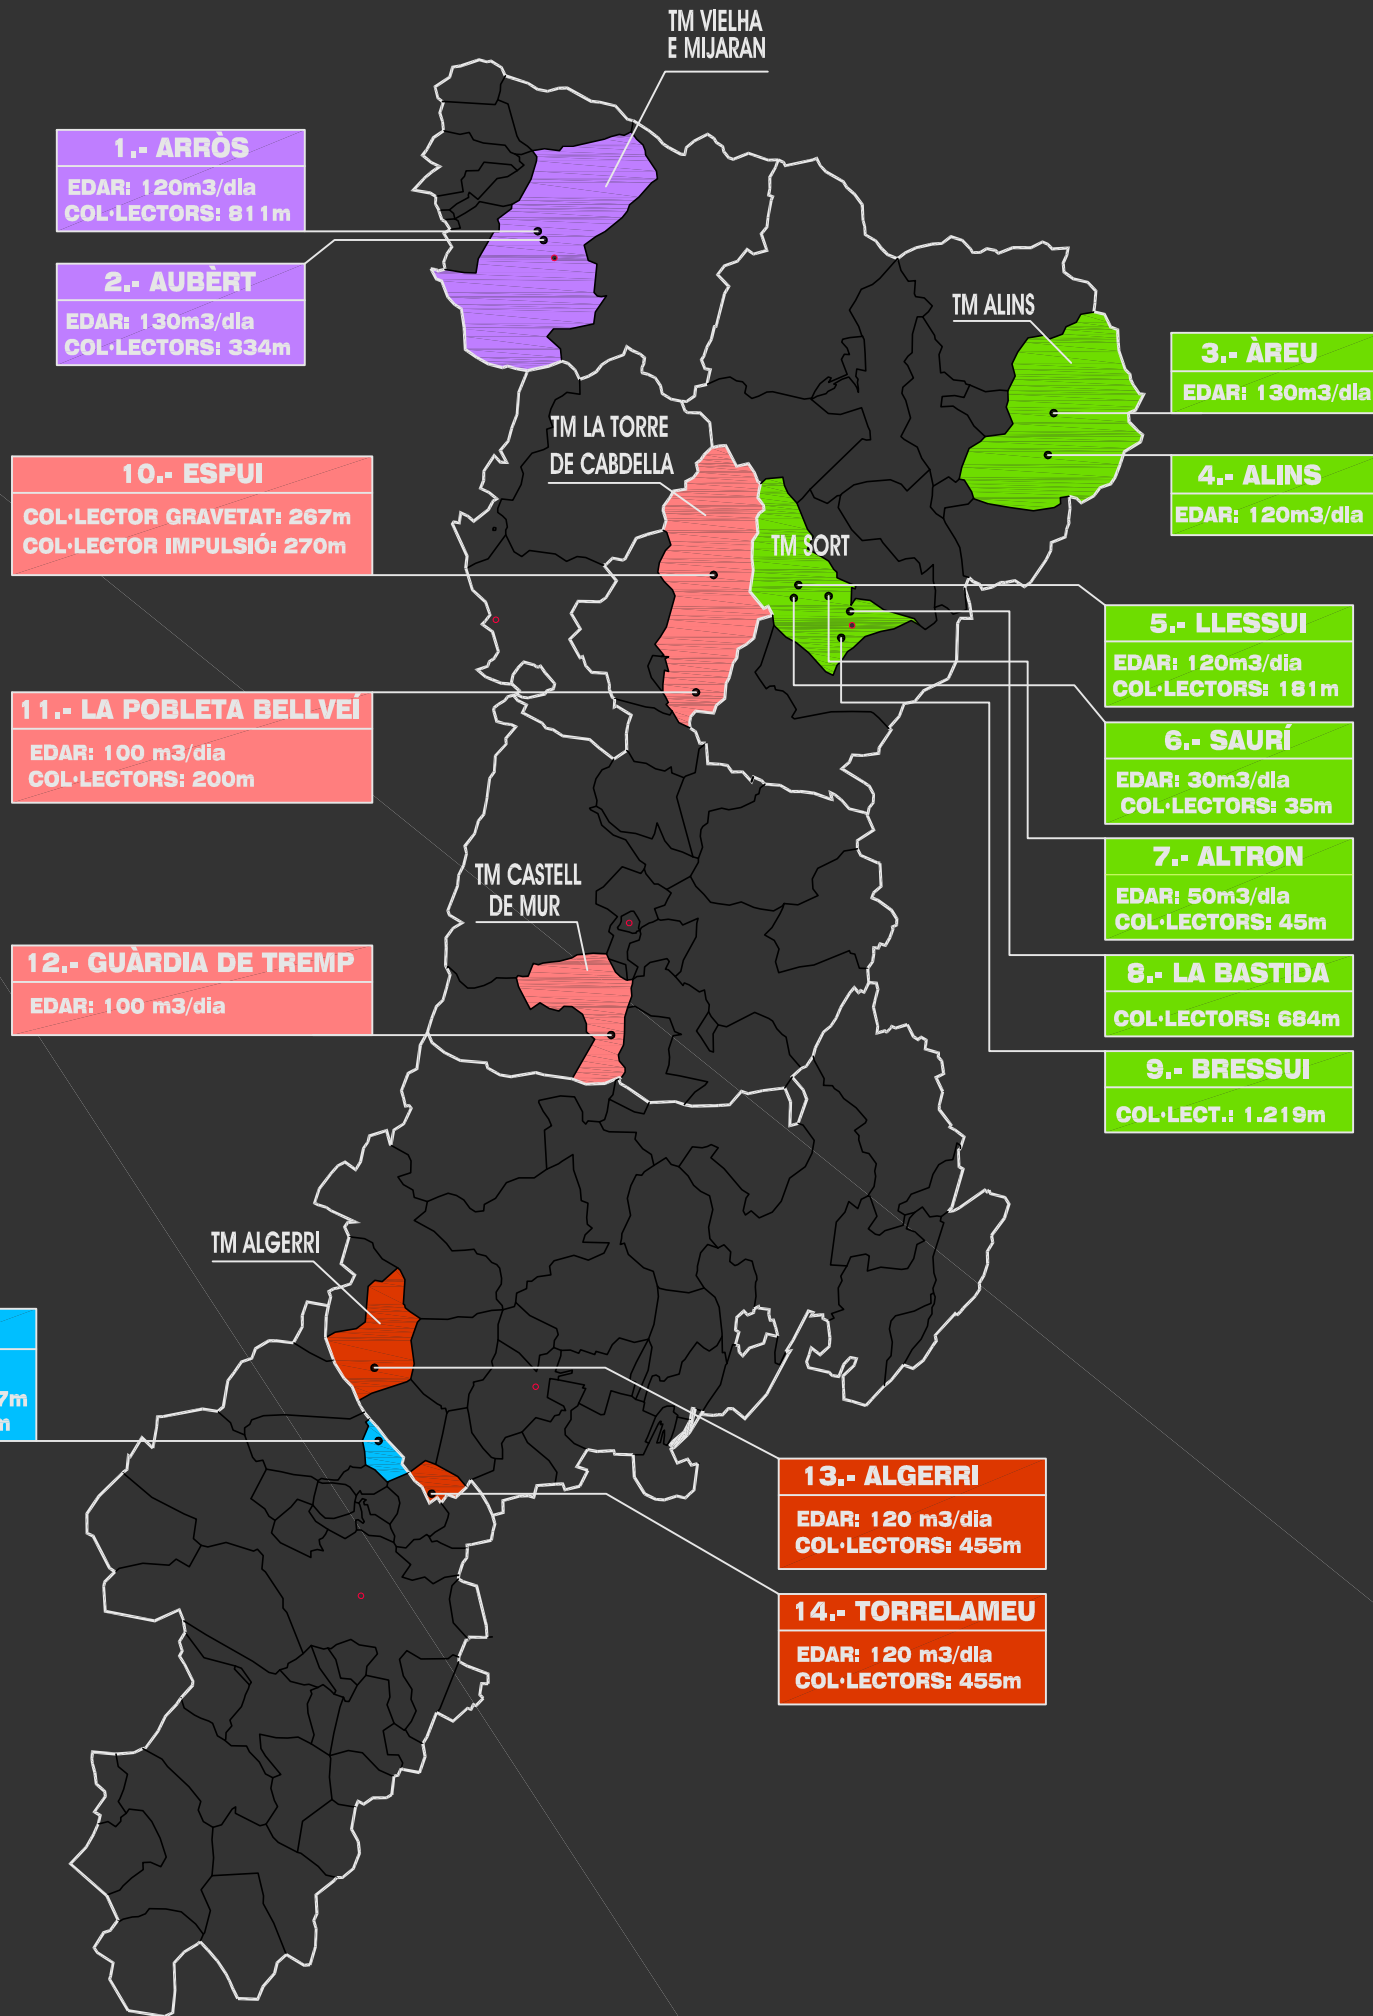 TM VIELHA
E MIJARAN
1.- ARRÒS
EDAR: 120m3/dIa
COL·LECTORS: 811m
2.- AUBÈRT
EDAR: 130m3/dIa
COL·LECTORS: 334m
TM ALINS
3.- ÀREU
EDAR: 130m3/dIa
4.- ALINS
EDAR: 120m3/dIa
TM LA TORRE
DE CABDELLA
10.- ESPUI
COL·LECTOR GRAVETAT: 267m
COL·LECTOR IMPULSIÓ: 270m
TM SORT
5.- LLESSUI
EDAR: 120m3/dia
COL·LECTORS: 181m
11.- LA POBLETA BELLVEÍ
EDAR: 100 m3/dia
COL·LECTORS: 200m
6.- SAURÍ
EDAR: 30m3/dIa
COL·LECTORS: 35m
7.- ALTRON
EDAR: 50m3/dIa
COL·LECTORS: 45m
TM CASTELL
DE MUR
12.- GUÀRDIA DE TREMP
EDAR: 100 m3/dia
8.- LA BASTIDA
COL·LECTORS: 684m
9.- BRESSUI
COL·LECT.: 1.219m
TM ALGERRI
7m
m
13.- ALGERRI
EDAR: 120 m3/dia
COL·LECTORS: 455m
14.- TORRELAMEU
EDAR: 120 m3/dIa
COL·LECTORS: 455m